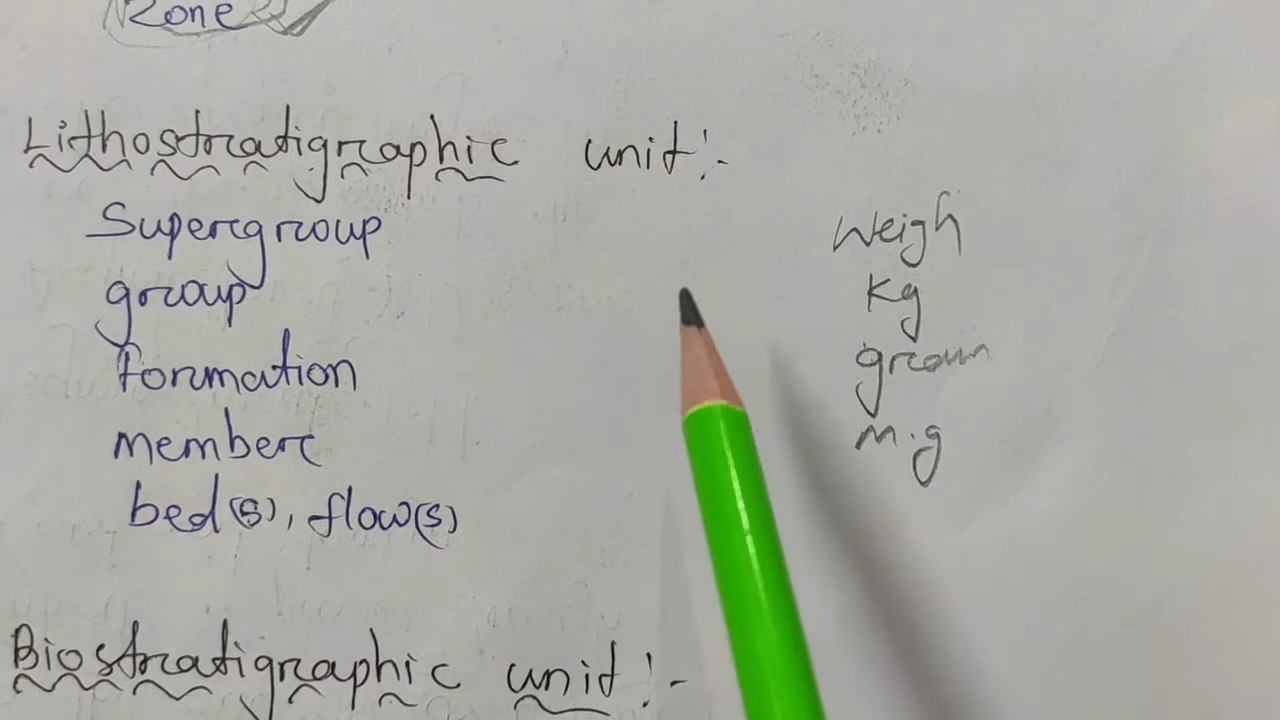 Zone
Lithostratigraphic unit:-
Supergroup
group
formation
member
bed(s), flow(s)
Weigh
Kg
gram
m.g
Biostratigraphic unit:-